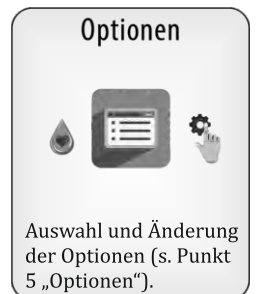 Optionen
Auswahl und Änderung
der Optionen (s. Punkt
5 „Optionen“).